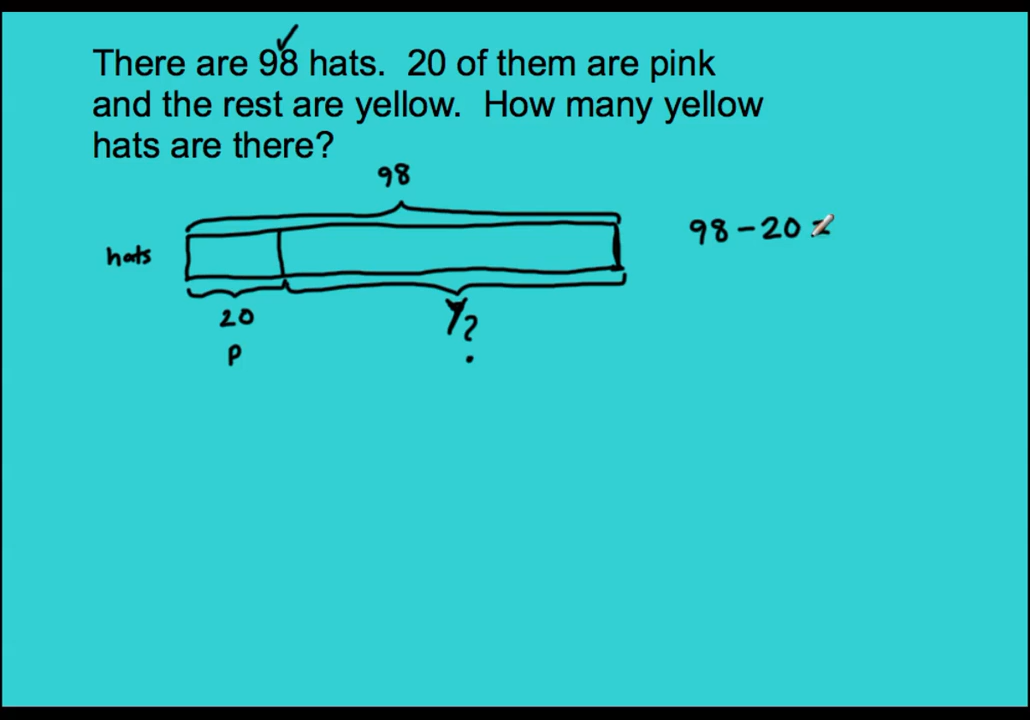 There are 98 hats. 20 of them are pink
and the rest are yellow. How many yellow
hats are there?
98
hats
98 - 20 =
20
Y?
P